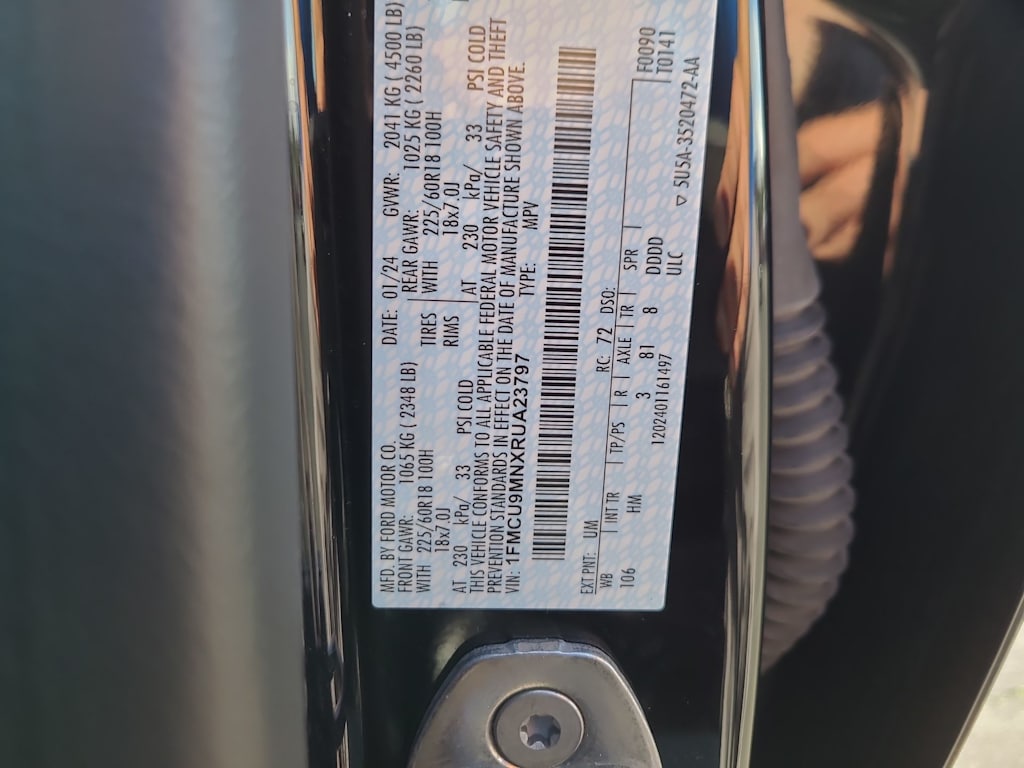 MFD. BY FORD MOTOR CO.
DATE: 01/24 GVWR: 2041 KG ( 4500 LB)
FRONT GAWR: 1065 KG ( 2348 LB)
REAR GAWR: 1025 KG ( 2260 LB)
WITH 225/60R18 100H TIRES WITH 225/60R18 100H
18x7.0J RIMS 18x7.0J
AT 230 kPa/ 33 PSI COLD AT 230 kPa/ 33 PSI COLD
THIS VEHICLE CONFORMS TO ALL APPLICABLE FEDERAL MOTOR VEHICLE SAFETY AND THEFT
PREVENTION STANDARDS IN EFFECT ON THE DATE OF MANUFACTURE SHOWN ABOVE.
VIN: 1FMCU9MNXRUA23797 TYPE: MPV
EXT PNT: UM RC: 72 DSO: F0090
WB INT TR TP/PS R AXLE TR SPR T0141
106 HM 3 81 8 DDDD
ULC ▽ 5U5A-3520472-AA
1202401161497